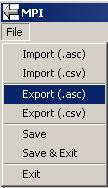 MPI
File
Import (.asc)
Import (.csv)
Export (.asc)
Export (.csv)
Save
Save & Exit
Exit